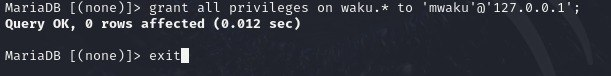 MariaDB [(none)]> grant all privileges on waku.* to 'mwaku'@'127.0.0.1';
Query OK, 0 rows affected (0.012 sec)
MariaDB [(none)]> exit